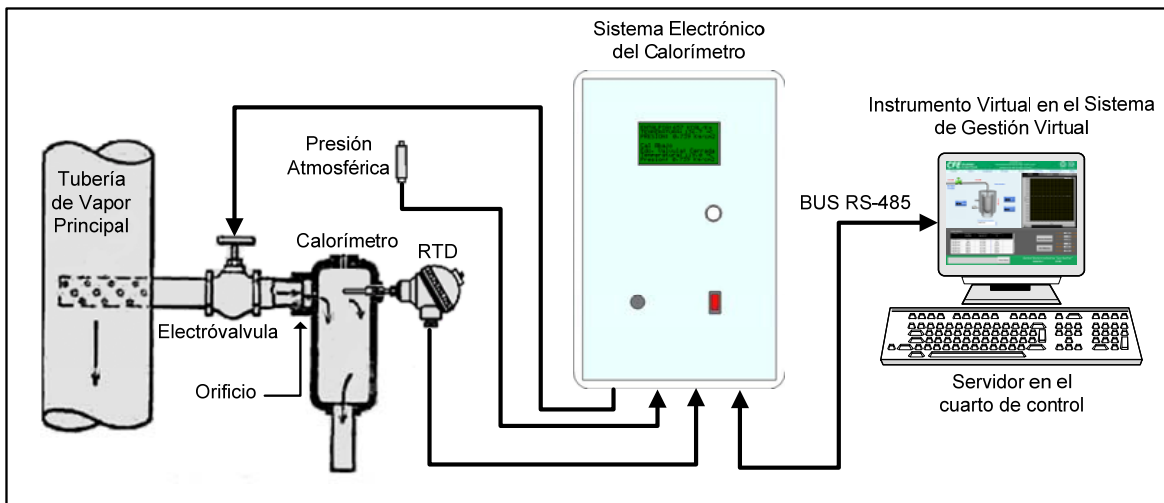 Sistema Electrónico
del Calorímetro
Instrumento Virtual en el Sistema
de Gestión Virtual
Presión
Atmosférica
Tubería
de Vapor
Principal
BUS RS-485
Calorímetro
RTD
Electróvalvula
Orificio
Servidor en el
cuarto de control
CFE